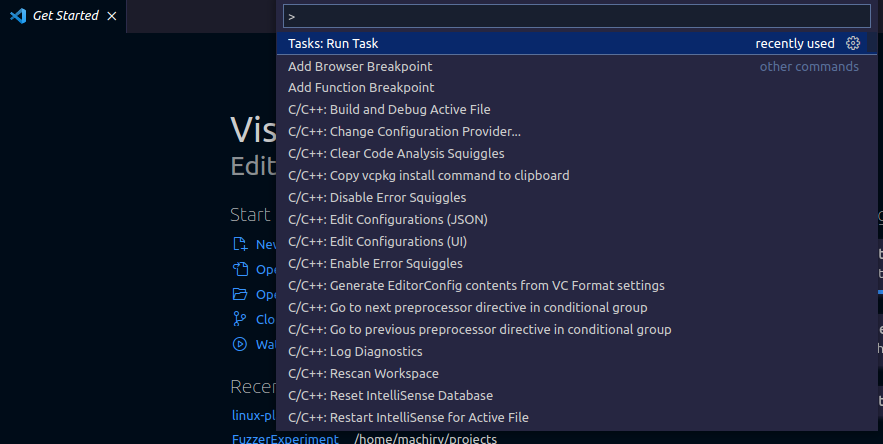 Get Started
>
Tasks: Run Task recently used
Add Browser Breakpoint other commands
Add Function Breakpoint
C/C++: Build and Debug Active File
C/C++: Change Configuration Provider...
C/C++: Clear Code Analysis Squiggles
C/C++: Copy vcpkg install command to clipboard
C/C++: Disable Error Squiggles
C/C++: Edit Configurations (JSON)
C/C++: Edit Configurations (UI)
C/C++: Enable Error Squiggles
C/C++: Generate EditorConfig contents from VC Format settings
C/C++: Go to next preprocessor directive in conditional group
C/C++: Go to previous preprocessor directive in conditional group
C/C++: Log Diagnostics
C/C++: Rescan Workspace
C/C++: Reset IntelliSense Database
C/C++: Restart IntelliSense for Active File
Vis
Edit
Start
New
Ope
Ope
Clo
Wal
Recen
linux-pl
FuzzerExperiment /home/machiry/projects